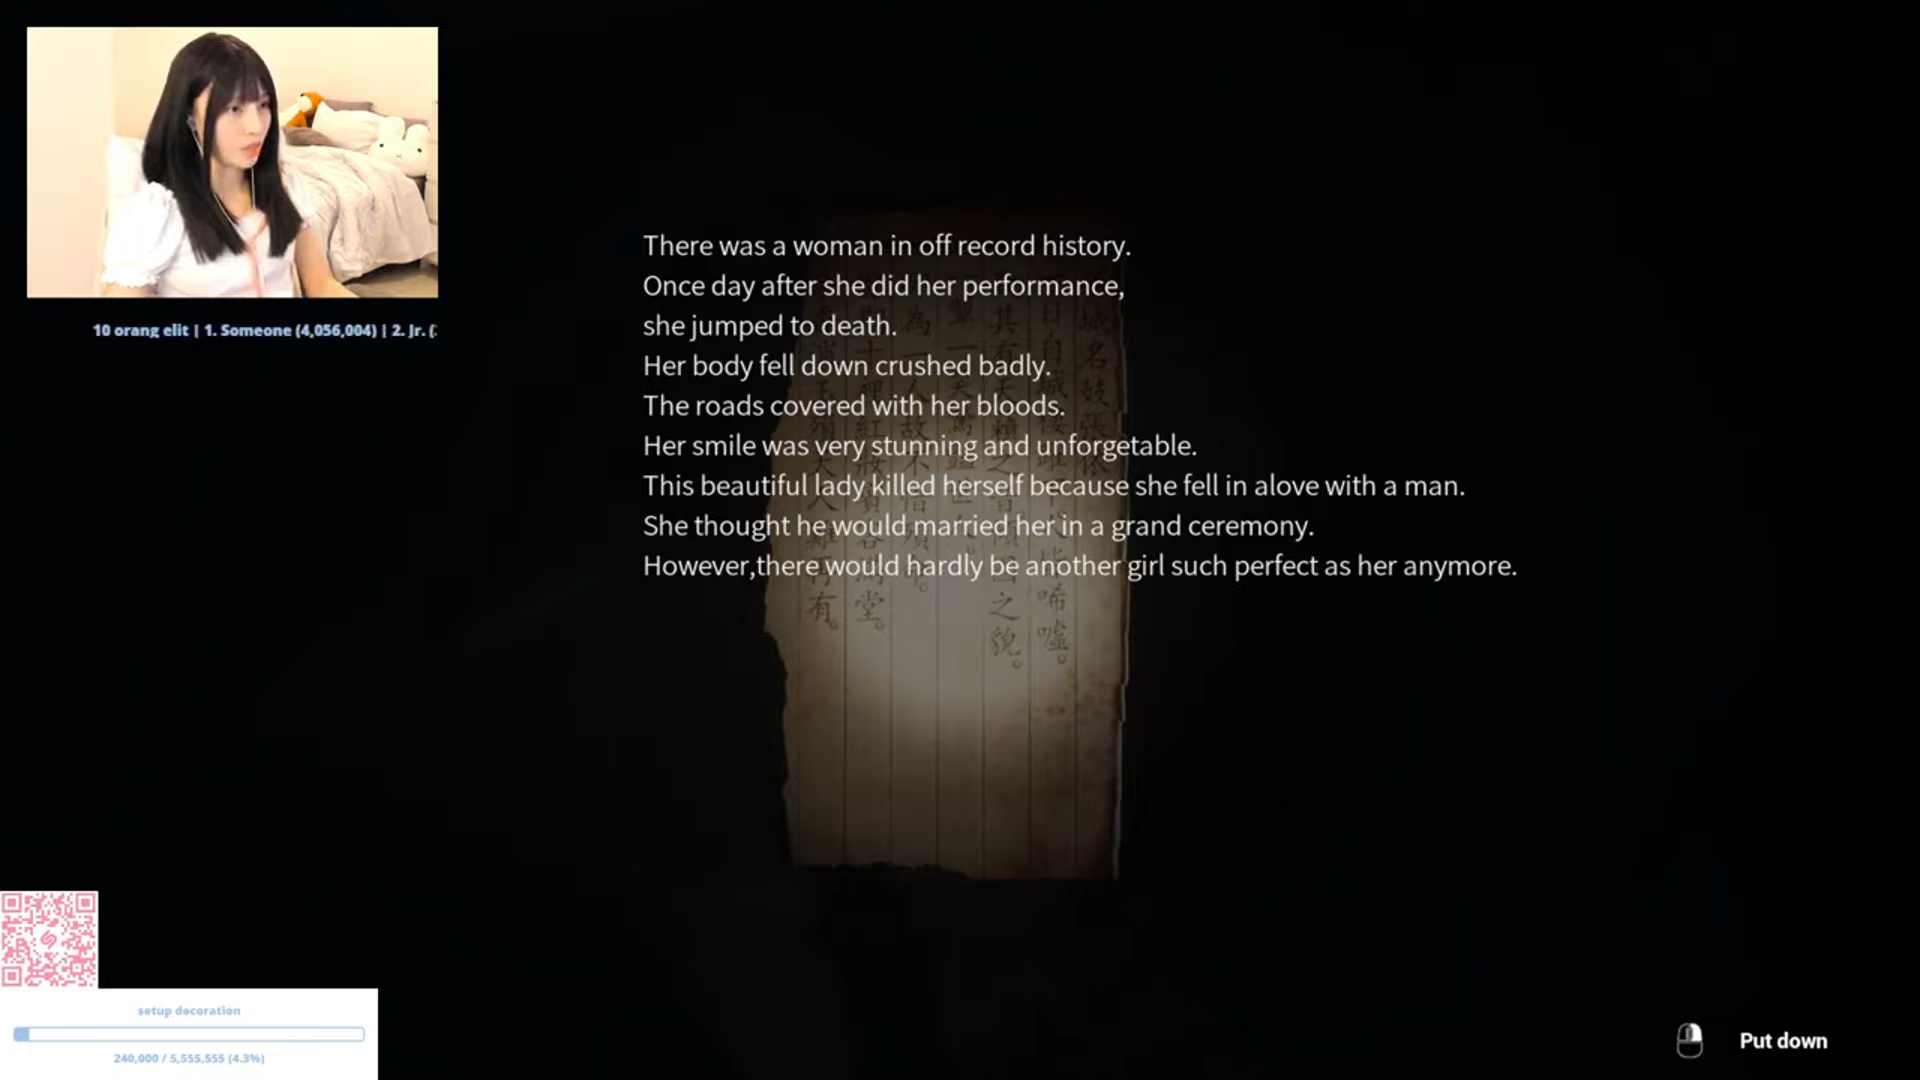 10 orang elit | 1. Someone (4,056,004) | 2. Jr. (
There was a woman in off record history.
Once day after she did her performance,
she jumped to death.
Her body fell down crushed badly.
The roads covered with her bloods.
Her smile was very stunning and unforgetable.
This beautiful lady killed herself because she fell in alove with a man.
She thought he would married her in a grand ceremony.
However,there would hardly be another girl such perfect as her anymore.
setup decoration
240,000 / 5,555,555 (4.3%)
Put down